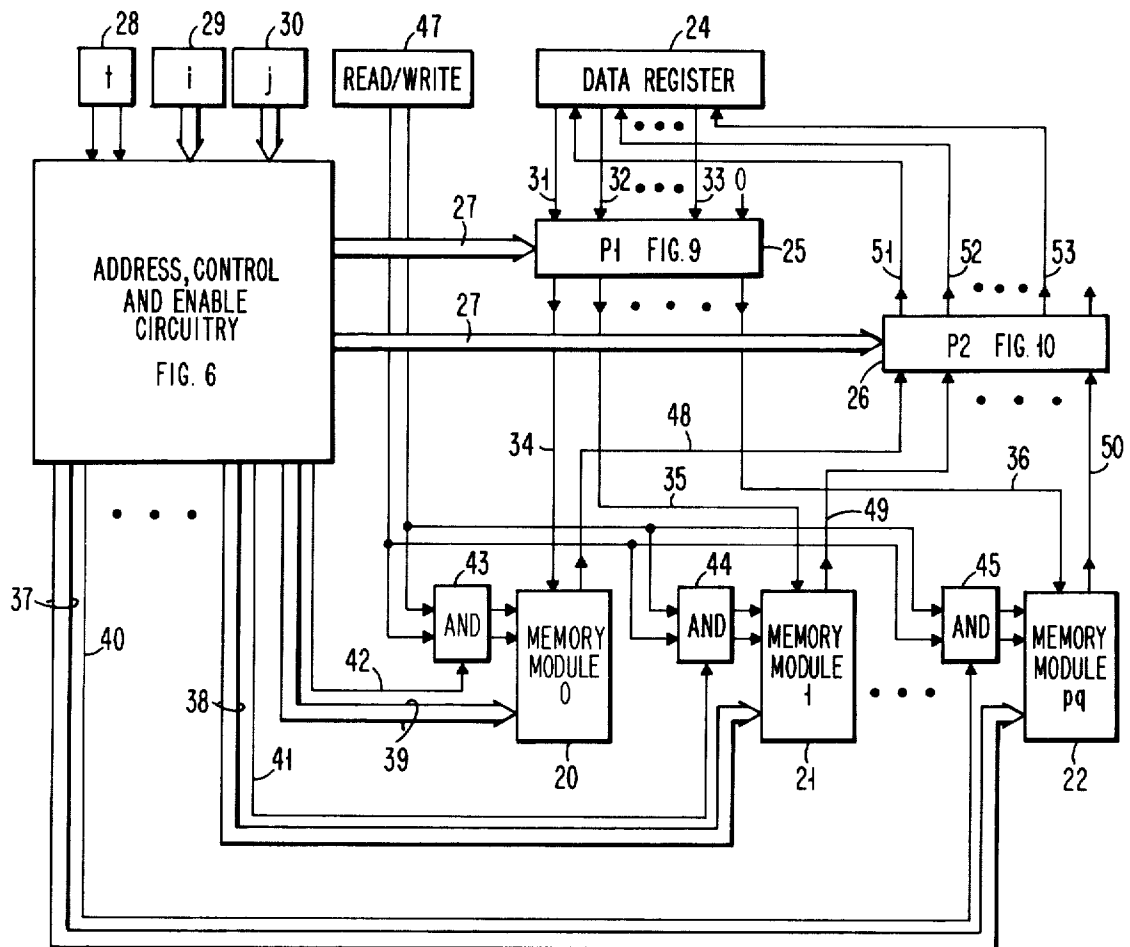 28 29 30 47 24
t i j READ/WRITE DATA REGISTER
31 32 33 0
27 P1 FIG. 9 25 51 52 53
ADDRESS, CONTROL
AND ENABLE
CIRCUITRY
FIG. 6
27 P2 FIG. 10
26
34 48 35 49 36 50
43 44 45
37 40 AND MEMORY
MODULE
0 AND MEMORY
MODULE
1 AND MEMORY
MODULE
pq
42
38 41 39 20 21 22